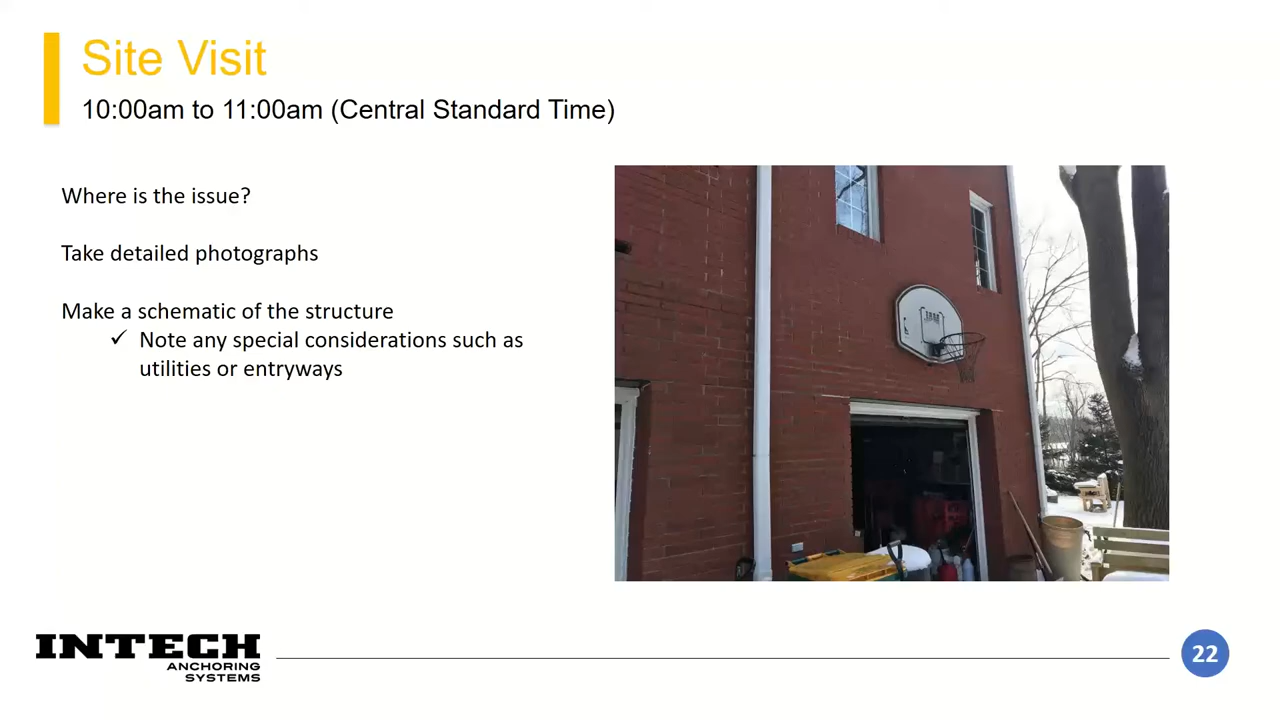 Site Visit
10:00am to 11:00am (Central Standard Time)
Where is the issue?
Take detailed photographs
Make a schematic of the structure
✓ Note any special considerations such as
utilities or entryways
INTECH
ANCHORING
SYSTEMS
22